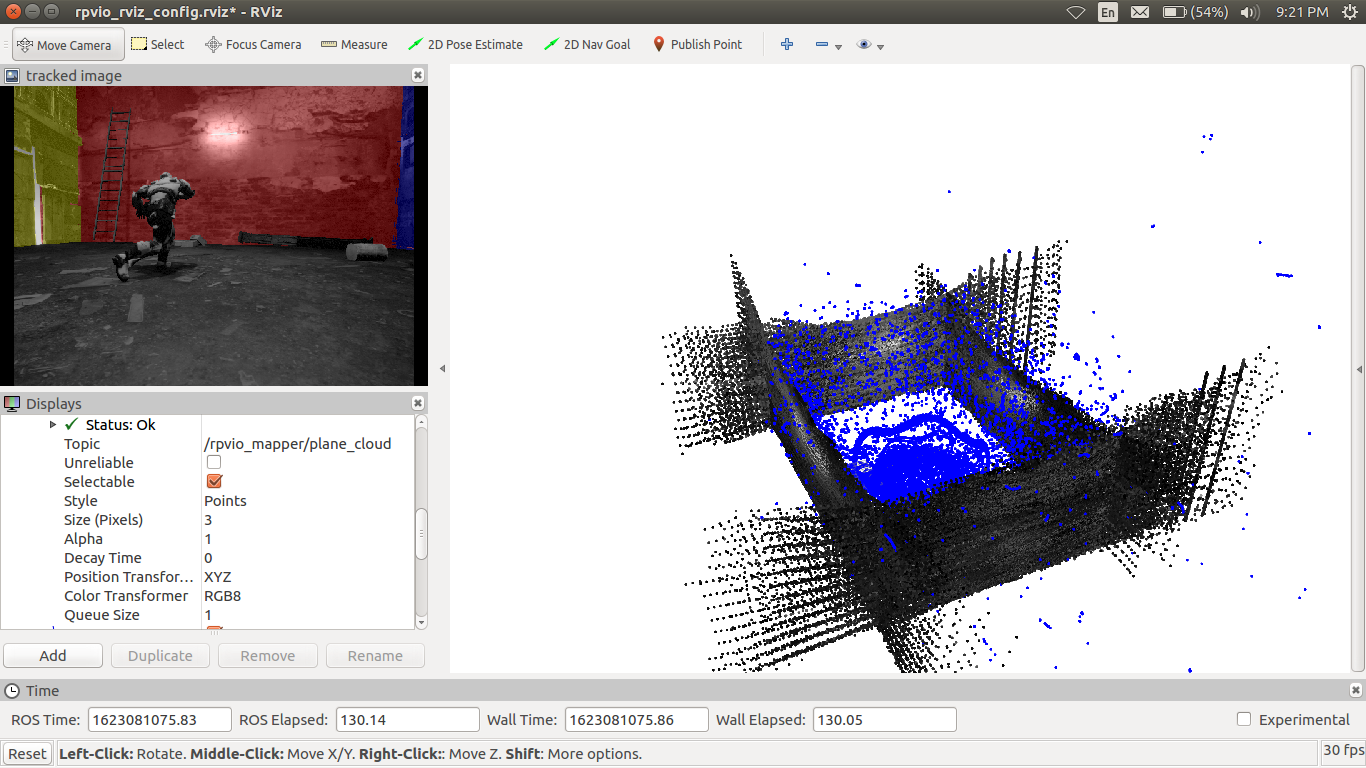 rpvio_rviz_config.rviz* - RViz
En
(54%)
9:21 PM
Move Camera
Select
Focus Camera
Measure
2D Pose Estimate
2D Nav Goal
Publish Point
tracked image
Displays
Status: Ok
Topic /rpvio_mapper/plane_cloud
Unreliable
Selectable
Style Points
Size (Pixels) 3
Alpha 1
Decay Time 0
Position Transfor... XYZ
Color Transformer RGB8
Queue Size 1
Add Duplicate Remove Rename
Time
ROS Time: 1623081075.83 ROS Elapsed: 130.14 Wall Time: 1623081075.86 Wall Elapsed: 130.05 Experimental
Reset Left-Click: Rotate. Middle-Click: Move X/Y. Right-Click:: Move Z. Shift: More options. 30 fps